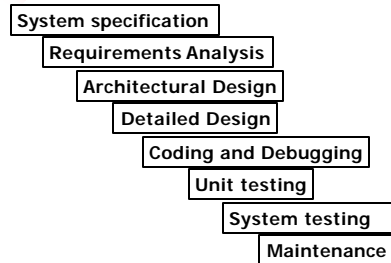 System specification
Requirements Analysis
Architectural Design
Detailed Design
Coding and Debugging
Unit testing
System testing
Maintenance